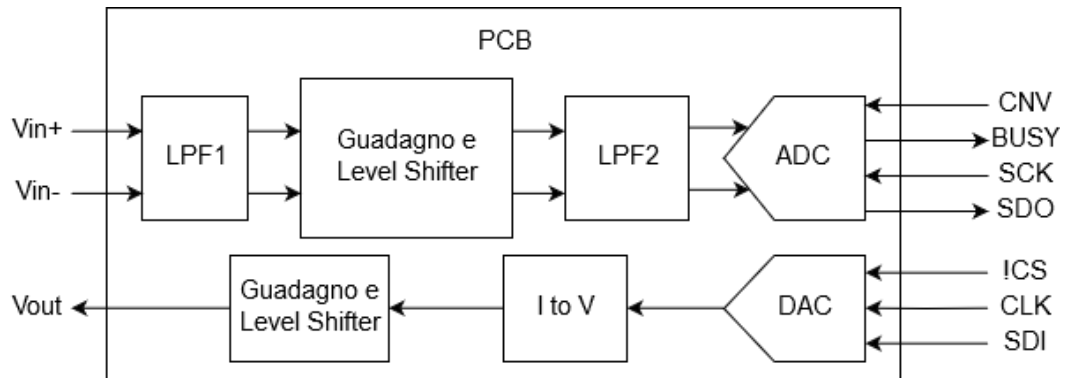 PCB
Vin+
Vin-
LPF1
Guadagno e
Level Shifter
LPF2
ADC
CNV
BUSY
SCK
SDO
Vout
Guadagno e
Level Shifter
I to V
DAC
!CS
CLK
SDI